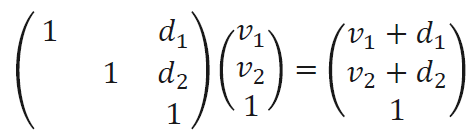 1 d₁ v₁ v₁ + d₁
1 d₂ v₂ = v₂ + d₂
1 1 1